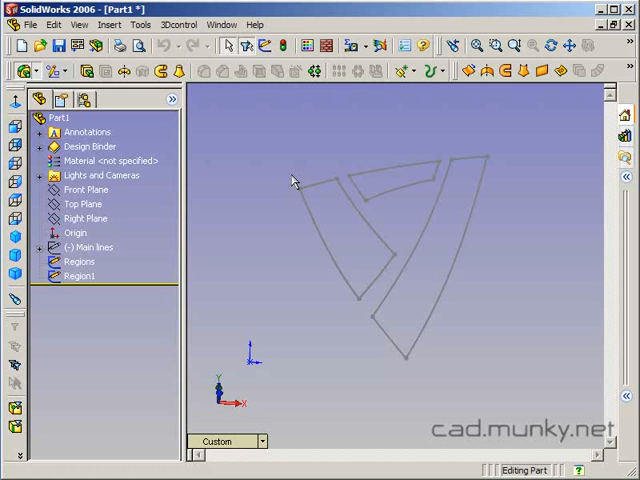 SolidWorks 2006 - [Part1 *]
File Edit View Insert Tools 3Dcontrol Window Help
Part1
Annotations
Design Binder
Material <not specified>
Lights and Cameras
Front Plane
Top Plane
Right Plane
Origin
(-) Main lines
Regions
Region1
Y
X
Custom
cad.munky.net
Editing Part